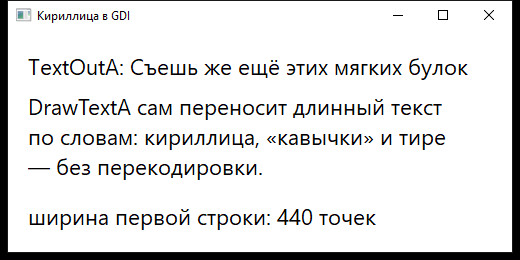 Кириллица в GDI
TextOutA: Съешь же ещё этих мягких булок
DrawTextA сам переносит длинный текст
по словам: кириллица, «кавычки» и тире
— без перекодировки.
ширина первой строки: 440 точек